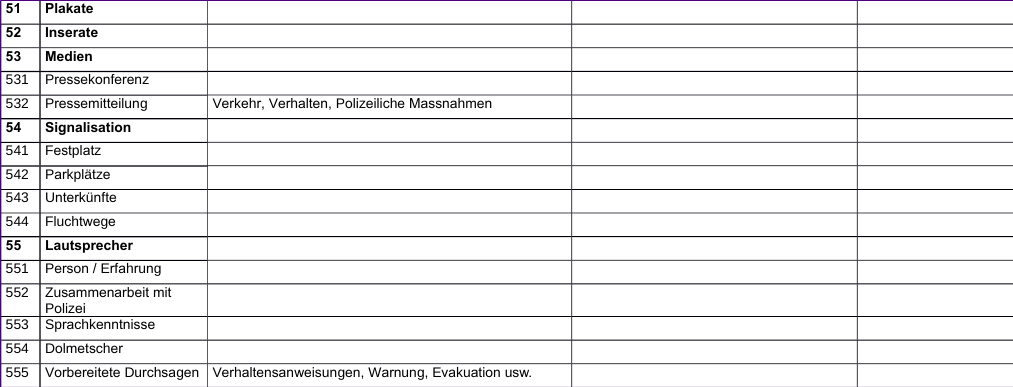 51 Plakate
52 Inserate
53 Medien
531 Pressekonferenz
532 Pressemitteilung Verkehr, Verhalten, Polizeiliche Massnahmen
54 Signalisation
541 Festplatz
542 Parkplätze
543 Unterkünfte
544 Fluchtwege
55 Lautsprecher
551 Person / Erfahrung
552 Zusammenarbeit mit
Polizei
553 Sprachkenntnisse
554 Dolmetscher
555 Vorbereitete Durchsagen Verhaltensanweisungen, Warnung, Evakuation usw.